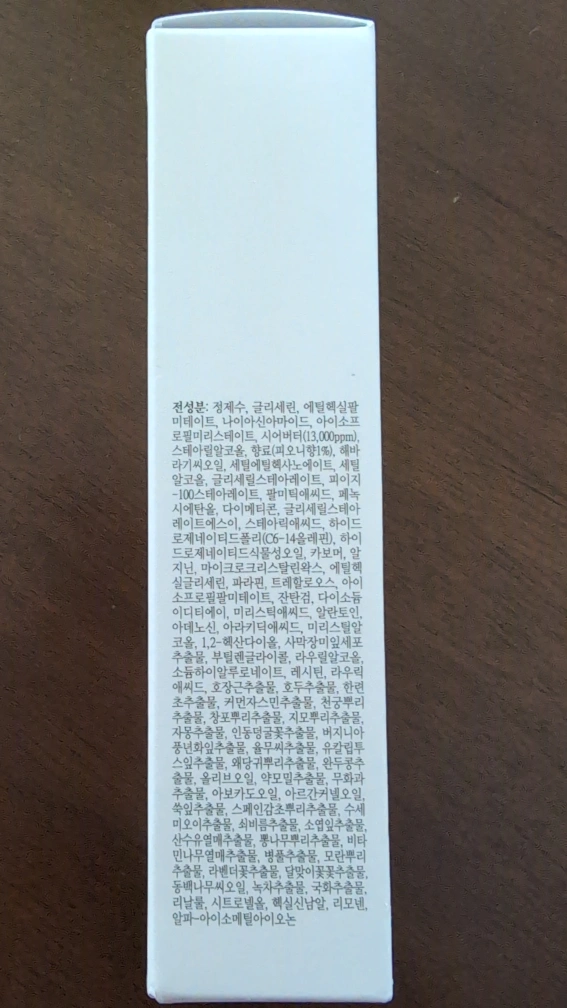 전성분: 정제수, 글리세린, 에틸헥실팔
미테이트, 나이아신아마이드, 아이소프
로필미리스테이트, 시어버터(13,000ppm),
스테아릴알코올, 향료(피오니향1%), 해바
라기씨오일, 세틸에틸헥사노에이트, 세틸
알코올, 글리세릴스테아레이트, 피이지
-100스테아레이트, 팔미틱애씨드, 페녹
시에탄올, 다이메티콘, 글리세릴스테아
레이트에스이, 스테아릭애씨드, 하이드
로제네이티드폴리(C6-14올레핀), 하이
드로제네이티드식물성오일, 카보머, 알
지닌, 마이크로크리스탈린왁스, 에틸헥
실글리세린, 파라핀, 트레할로오스, 아이
소프로필팔미테이트, 잔탄검, 다이소듐
이디티에이, 미리스틱애씨드, 알란토인,
아데노신, 아라키딕애씨드, 미리스틸알
코올, 1,2-헥산다이올, 사막장미잎세포
추출물, 부틸렌글라이콜, 라우릴알코올,
소듐하이알루로네이트, 레시틴, 라우릭
애씨드, 호장근추출물, 호두추출물, 한련
초추출물, 커먼자스민추출물, 천궁뿌리
추출물, 창포뿌리추출물, 지모뿌리추출물,
자몽추출물, 인동덩굴꽃추출물, 버지니아
풍년화잎추출물, 율무씨추출물, 유칼립투
스잎추출물, 왜당귀뿌리추출물, 완두콩추
출물, 올리브오일, 약모밀추출물, 무화과
추출물, 아보카도오일, 아르간커넬오일,
쑥잎추출물, 스페인감초뿌리추출물, 수세
미오이추출물, 쇠비름추출물, 소엽잎추출물,
산수유열매추출물, 뽕나무뿌리추출물, 비타
민나무열매추출물, 병풀추출물, 모란뿌리
추출물, 라벤더꽃추출물, 달맞이꽃꽃추출물,
동백나무씨오일, 녹차추출물, 국화추출물,
리날룰, 시트로넬올, 헥실신남알, 리모넨,
알파-아이소메틸아이오논